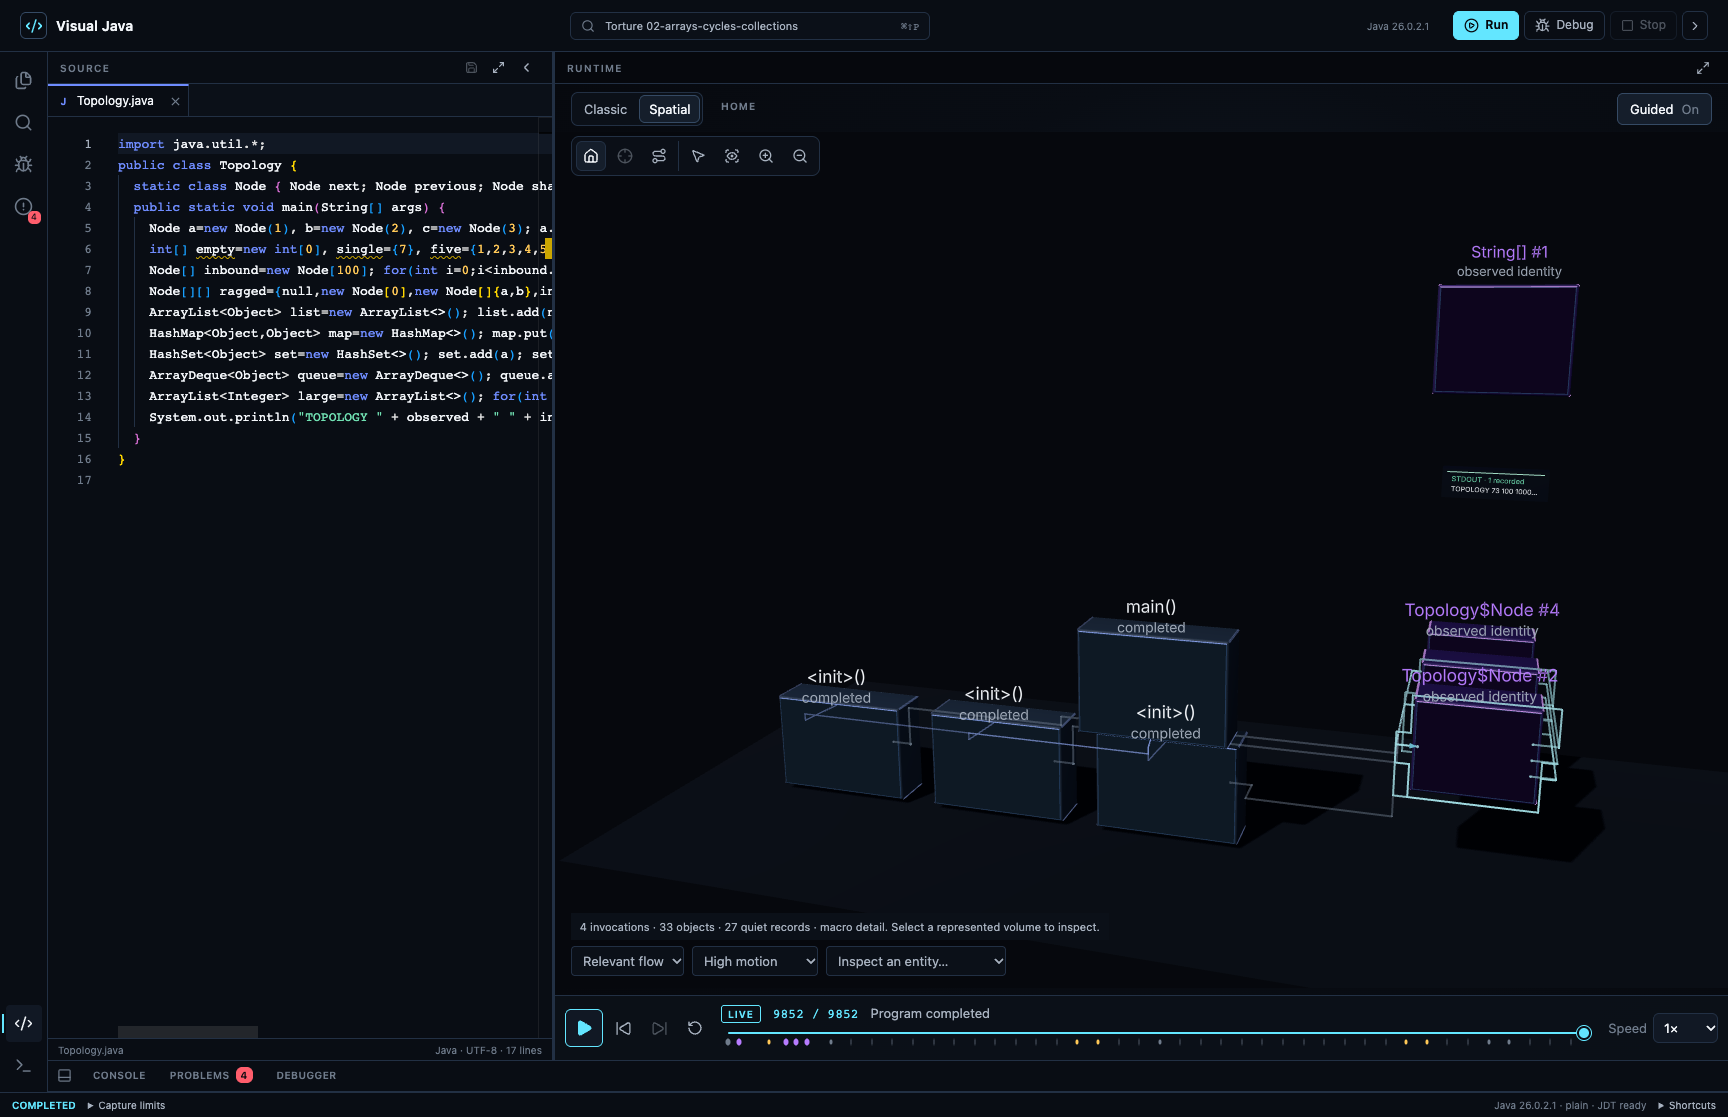 Visual Java
Torture 02-arrays-cycles-collections
⌘⇧P
Java 26.0.2.1
Run
Debug
Stop
SOURCE
RUNTIME
J Topology.java
Classic
Spatial
HOME
Guided On
1 import java.util.*;
2 public class Topology {
3 static class Node { Node next; Node previous; Node sha
4 public static void main(String[] args) {
5 Node a=new Node(1), b=new Node(2), c=new Node(3); a.
6 int[] empty=new int[0], single={7}, five={1,2,3,4,5
7 Node[] inbound=new Node[100]; for(int i=0;i<inbound.
8 Node[][] ragged={null,new Node[0],new Node[]{a,b},in
9 ArrayList<Object> list=new ArrayList<>(); list.add(n
10 HashMap<Object,Object> map=new HashMap<>(); map.put(
11 HashSet<Object> set=new HashSet<>(); set.add(a); set
12 ArrayDeque<Object> queue=new ArrayDeque<>(); queue.a
13 ArrayList<Integer> large=new ArrayList<>(); for(int
14 System.out.println("TOPOLOGY " + observed + " " + in
15 }
16 }
17
4
String[] #1
observed identity
STDOUT · 1 recorded
TOPOLOGY 73 100 1000...
main()
completed
<init>()
completed
<init>()
completed
<init>()
completed
Topology$Node #4
observed identity
Topology$Node #2
observed identity
4 invocations · 33 objects · 27 quiet records · macro detail. Select a represented volume to inspect.
Relevant flow
High motion
Inspect an entity...
LIVE 9852 / 9852 Program completed
Speed 1×
Topology.java
Java · UTF-8 · 17 lines
CONSOLE
PROBLEMS 4
DEBUGGER
COMPLETED
Capture limits
Java 26.0.2.1 · plain · JDT ready
Shortcuts